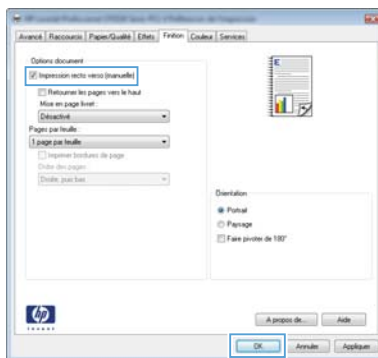 Avancé Raccourcis Papier/Qualité Effets Finition Couleur Services
Options document
Impression recto verso (manuelle)
Retourner les pages vers le haut
Mise en page livret :
Désactivé
Pages par feuille :
1 page par feuille
Imprimer bordures de page
Ordre des pages :
Droite, puis bas
Orientation
Portrait
Paysage
Faire pivoter de 180°
hp
invent
A propos de... Aide
OK Annuler Appliquer